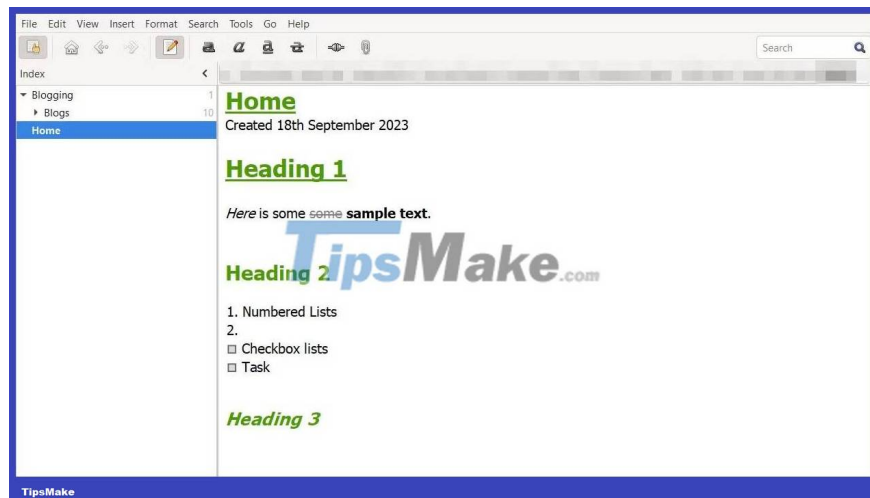 File Edit View Insert Format Search Tools Go Help
Search
Index
Blogging 1
Blogs 10
Home
Home
Created 18th September 2023
Heading 1
Here is some some sample text.
TipsMake.com
Heading 2
1. Numbered Lists
2.
Checkbox lists
Task
Heading 3
TipsMake